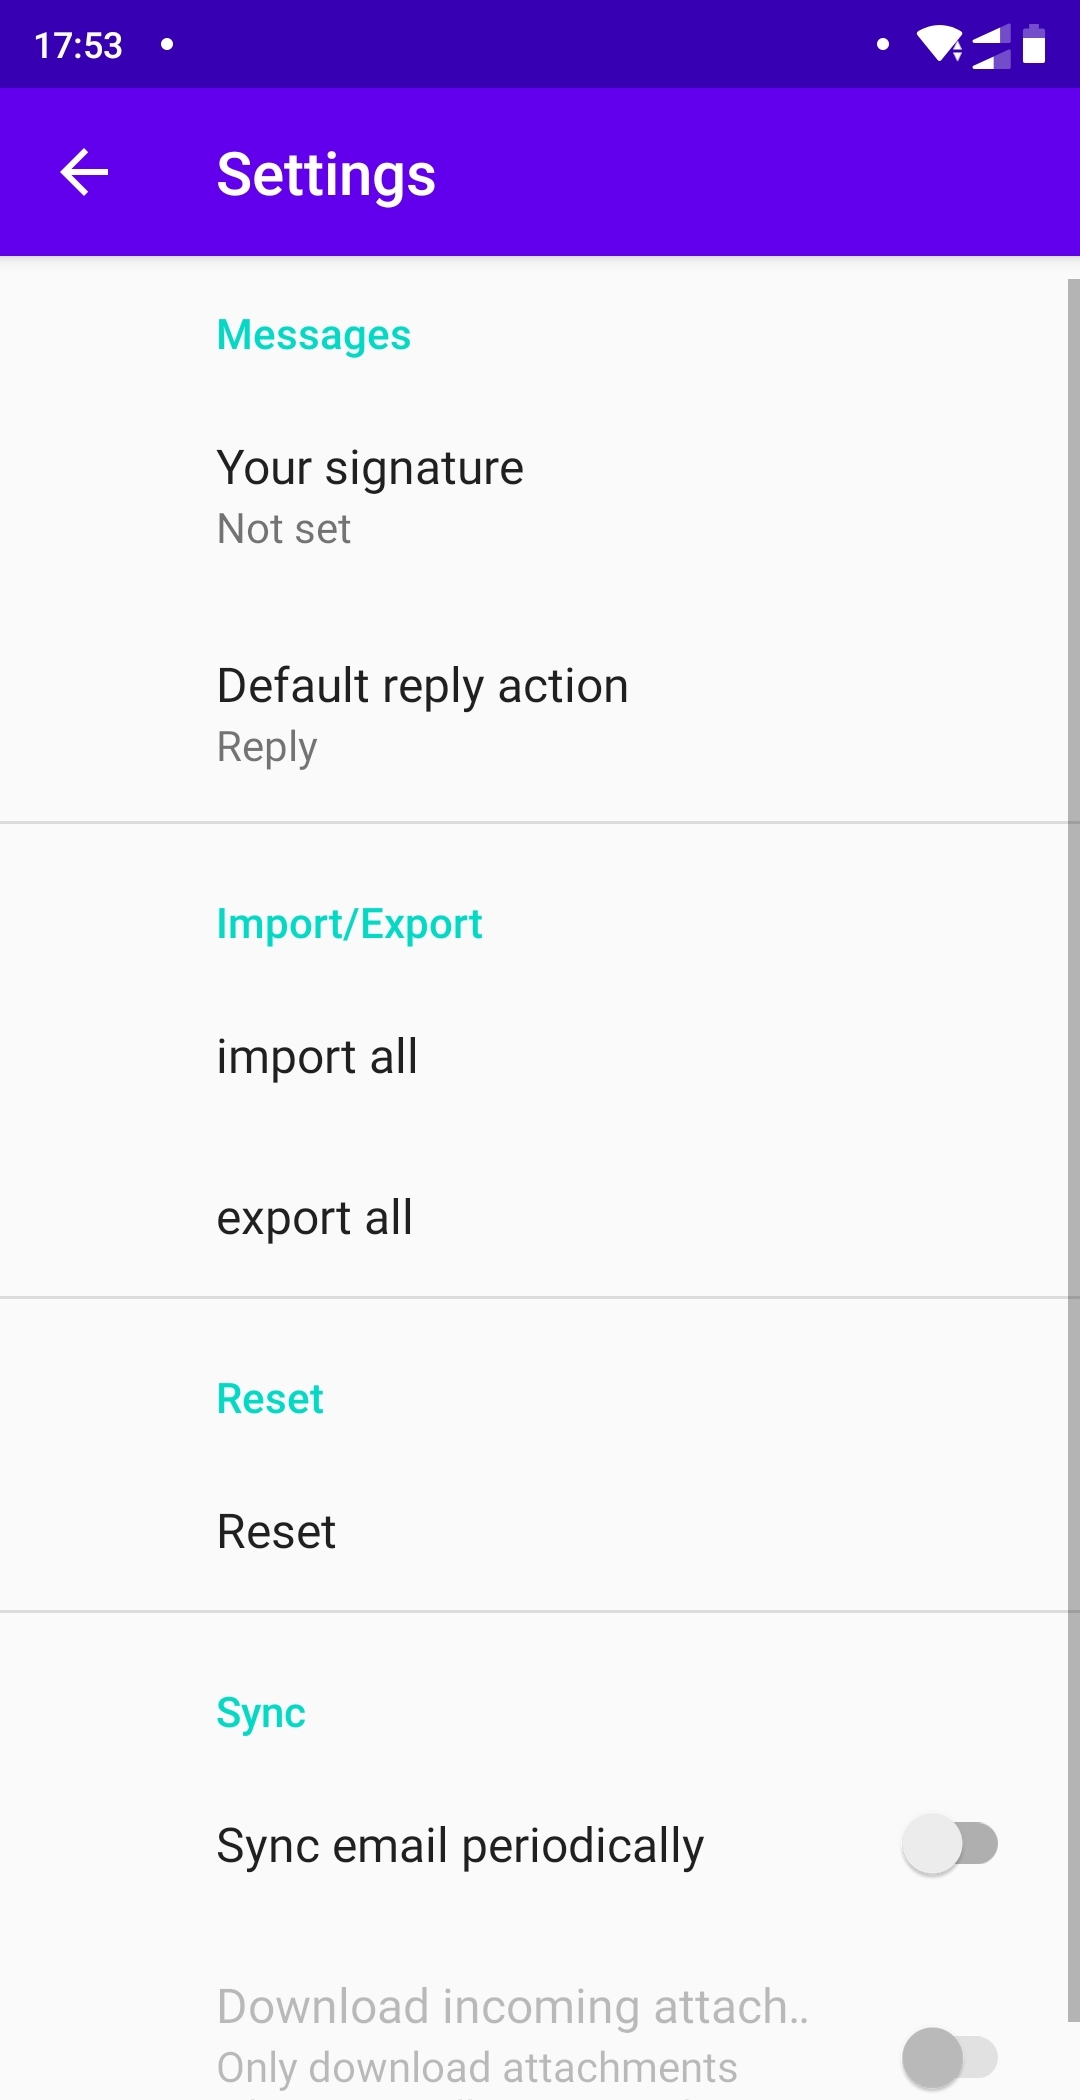 17:53
Settings
Messages
Your signature
Not set
Default reply action
Reply
Import/Export
import all
export all
Reset
Reset
Sync
Sync email periodically
Download incoming attach..
Only download attachments